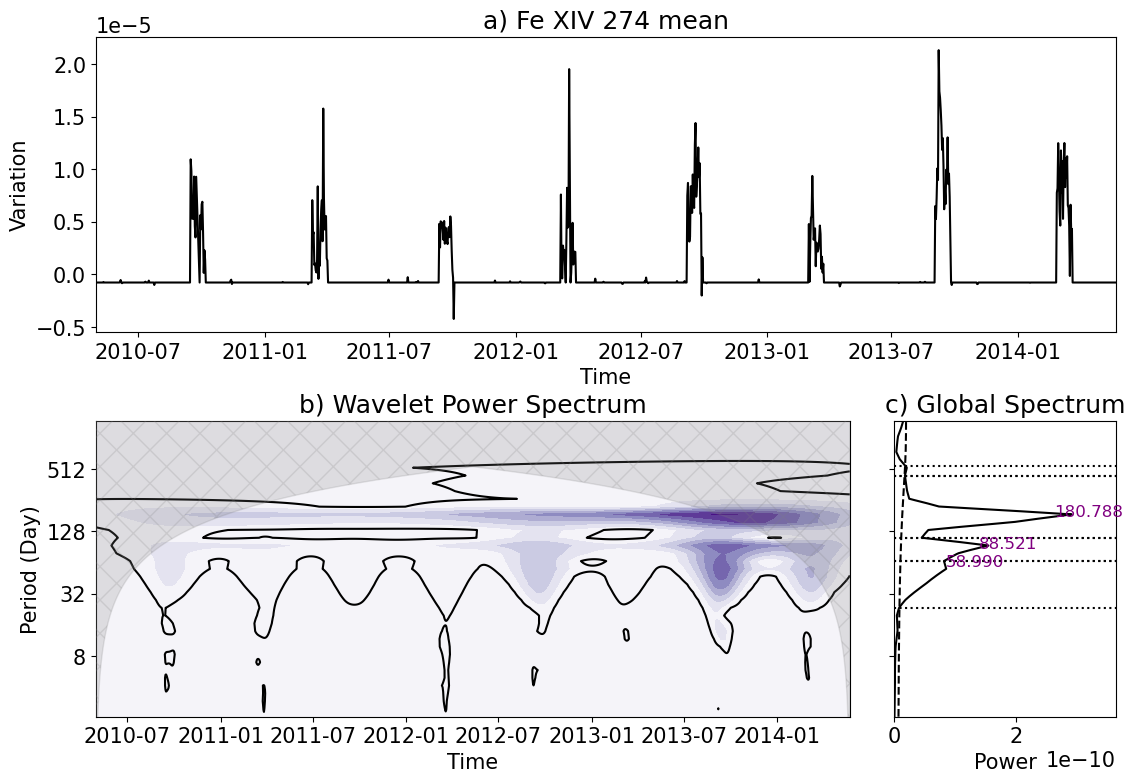 a) Fe XIV 274 mean
1e−5
2.0
1.5
1.0
0.5
0.0
−0.5
Variation
2010-07 2011-01 2011-07 2012-01 2012-07 2013-01 2013-07 2014-01
Time
b) Wavelet Power Spectrum
512
128
32
8
Period (Day)
2010-07 2011-01 2011-07 2012-01 2012-07 2013-01 2013-07 2014-01
Time
c) Global Spectrum
180.788
88.521
58.990
0 2
Power 1e−10